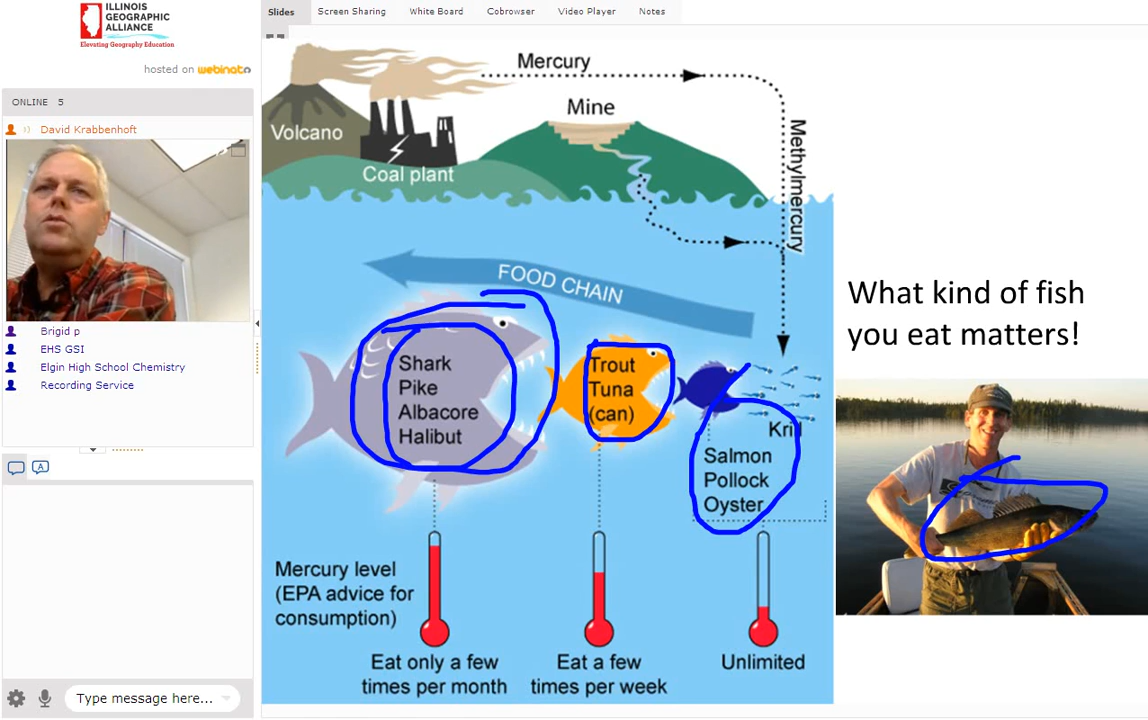 ILLINOIS
GEOGRAPHIC
ALLIANCE
Elevating Geography Education
hosted on webinato
ONLINE 5
David Krabbenhoft
Brigid p
EHS GSI
Elgin High School Chemistry
Recording Service
A
Type message here...
Slides Screen Sharing White Board Cobrowser Video Player Notes
Mercury
Volcano
Coal plant
Mine
Methylmercury
FOOD CHAIN
Shark
Pike
Albacore
Halibut
Trout
Tuna
(can)
Krill
Salmon
Pollock
Oyster
Mercury level
(EPA advice for
consumption)
Eat only a few
times per month
Eat a few
times per week
Unlimited
What kind of fish
you eat matters!